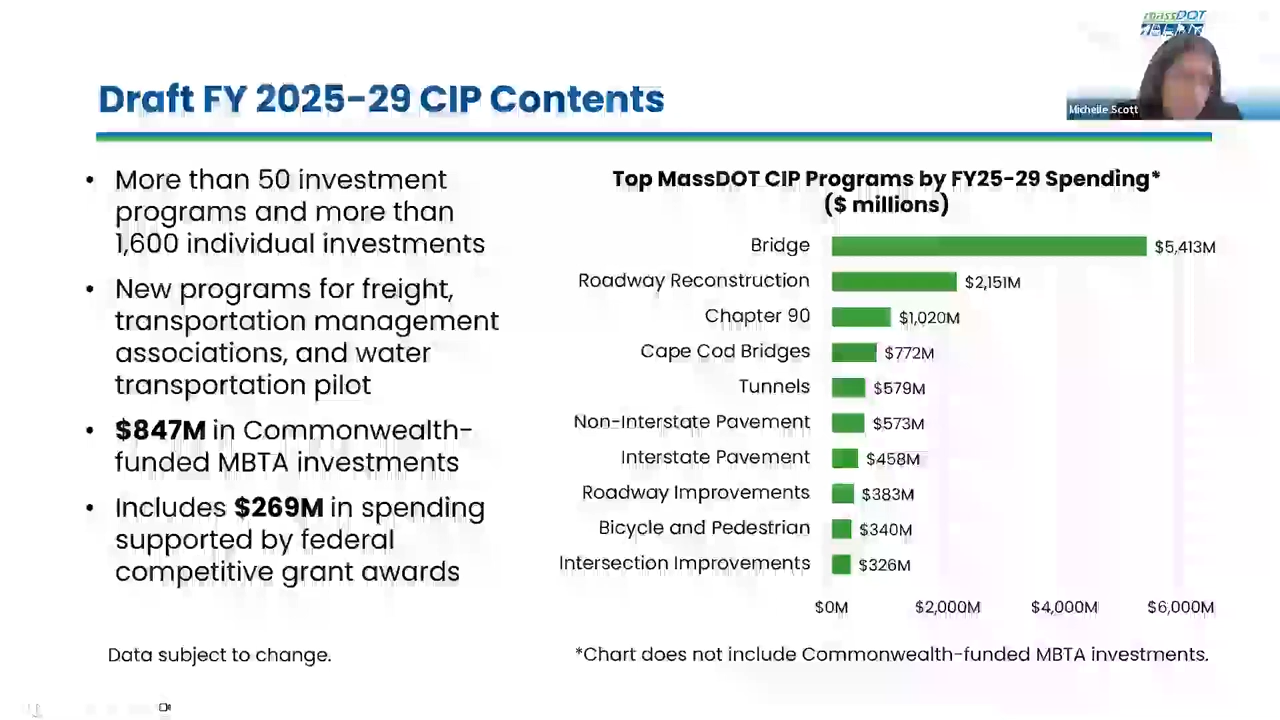 massDOT
Michelle Scott
Draft FY 2025-29 CIP Contents
• More than 50 investment
programs and more than
1,600 individual investments
• New programs for freight,
transportation management
associations, and water
transportation pilot
• $847M in Commonwealth-
funded MBTA investments
• Includes $269M in spending
supported by federal
competitive grant awards
Data subject to change.
Top MassDOT CIP Programs by FY25-29 Spending*
($ millions)
Bridge $5,413M
Roadway Reconstruction $2,151M
Chapter 90 $1,020M
Cape Cod Bridges $772M
Tunnels $579M
Non-Interstate Pavement $573M
Interstate Pavement $458M
Roadway Improvements $383M
Bicycle and Pedestrian $340M
Intersection Improvements $326M
$0M $2,000M $4,000M $6,000M
*Chart does not include Commonwealth-funded MBTA investments.